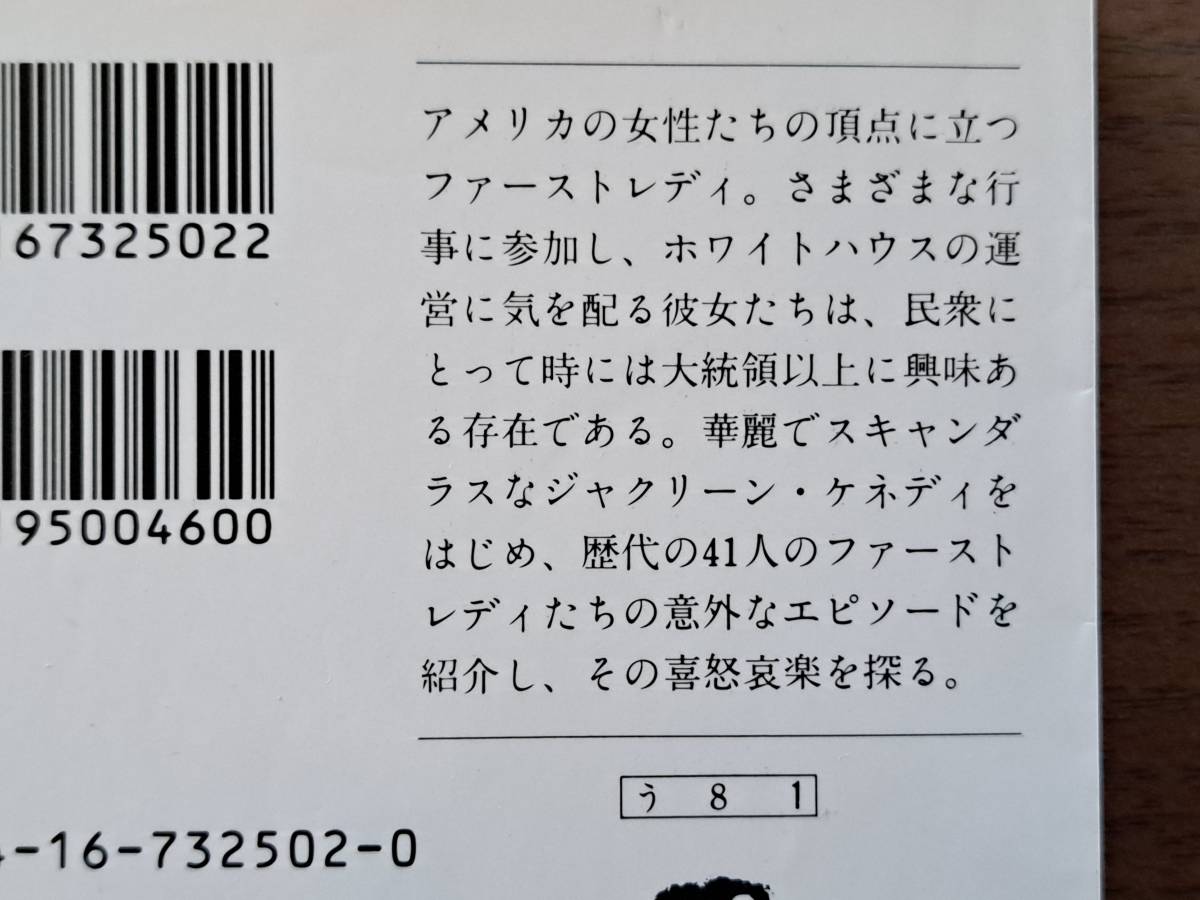 167325022
195004600
アメリカの女性たちの頂点に立つ
ファーストレディ。さまざまな行
事に参加し、ホワイトハウスの運
営に気を配る彼女たちは、民衆に
とって時には大統領以上に興味あ
る存在である。華麗でスキャンダ
ラスなジャクリーン・ケネディを
はじめ、歴代の41人のファースト
レディたちの意外なエピソードを
紹介し、その喜怒哀楽を探る。
う 8 1
4-16-732502-0